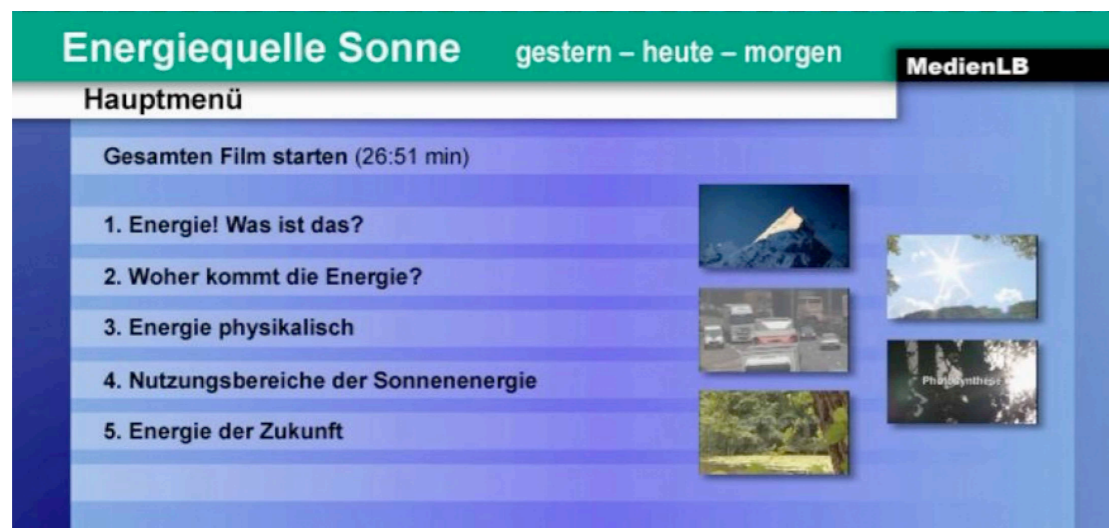 Energiequelle Sonne gestern – heute – morgen
MedienLB
Hauptmenü
Gesamten Film starten (26:51 min)
1. Energie! Was ist das?
2. Woher kommt die Energie?
3. Energie physikalisch
4. Nutzungsbereiche der Sonnenenergie
5. Energie der Zukunft
Photosynthese